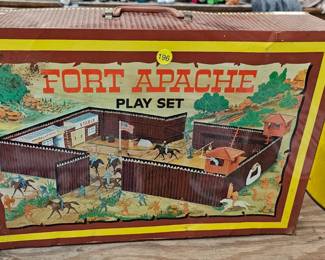 196
FORT APACHE
PLAY SET